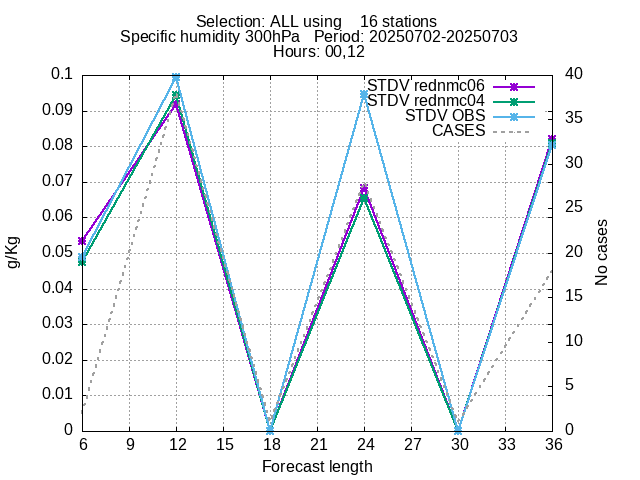 Selection: ALL using    16 stations
Specific humidity 300hPa   Period: 20250702-20250703
Hours: 00,12
STDV rednmc06
STDV rednmc04
STDV OBS
CASES
0.1
0.09
0.08
0.07
0.06
0.05
0.04
0.03
0.02
0.01
0
g/Kg
40
35
30
25
20
15
10
5
0
No cases
6 9 12 15 18 21 24 27 30 33 36
Forecast length